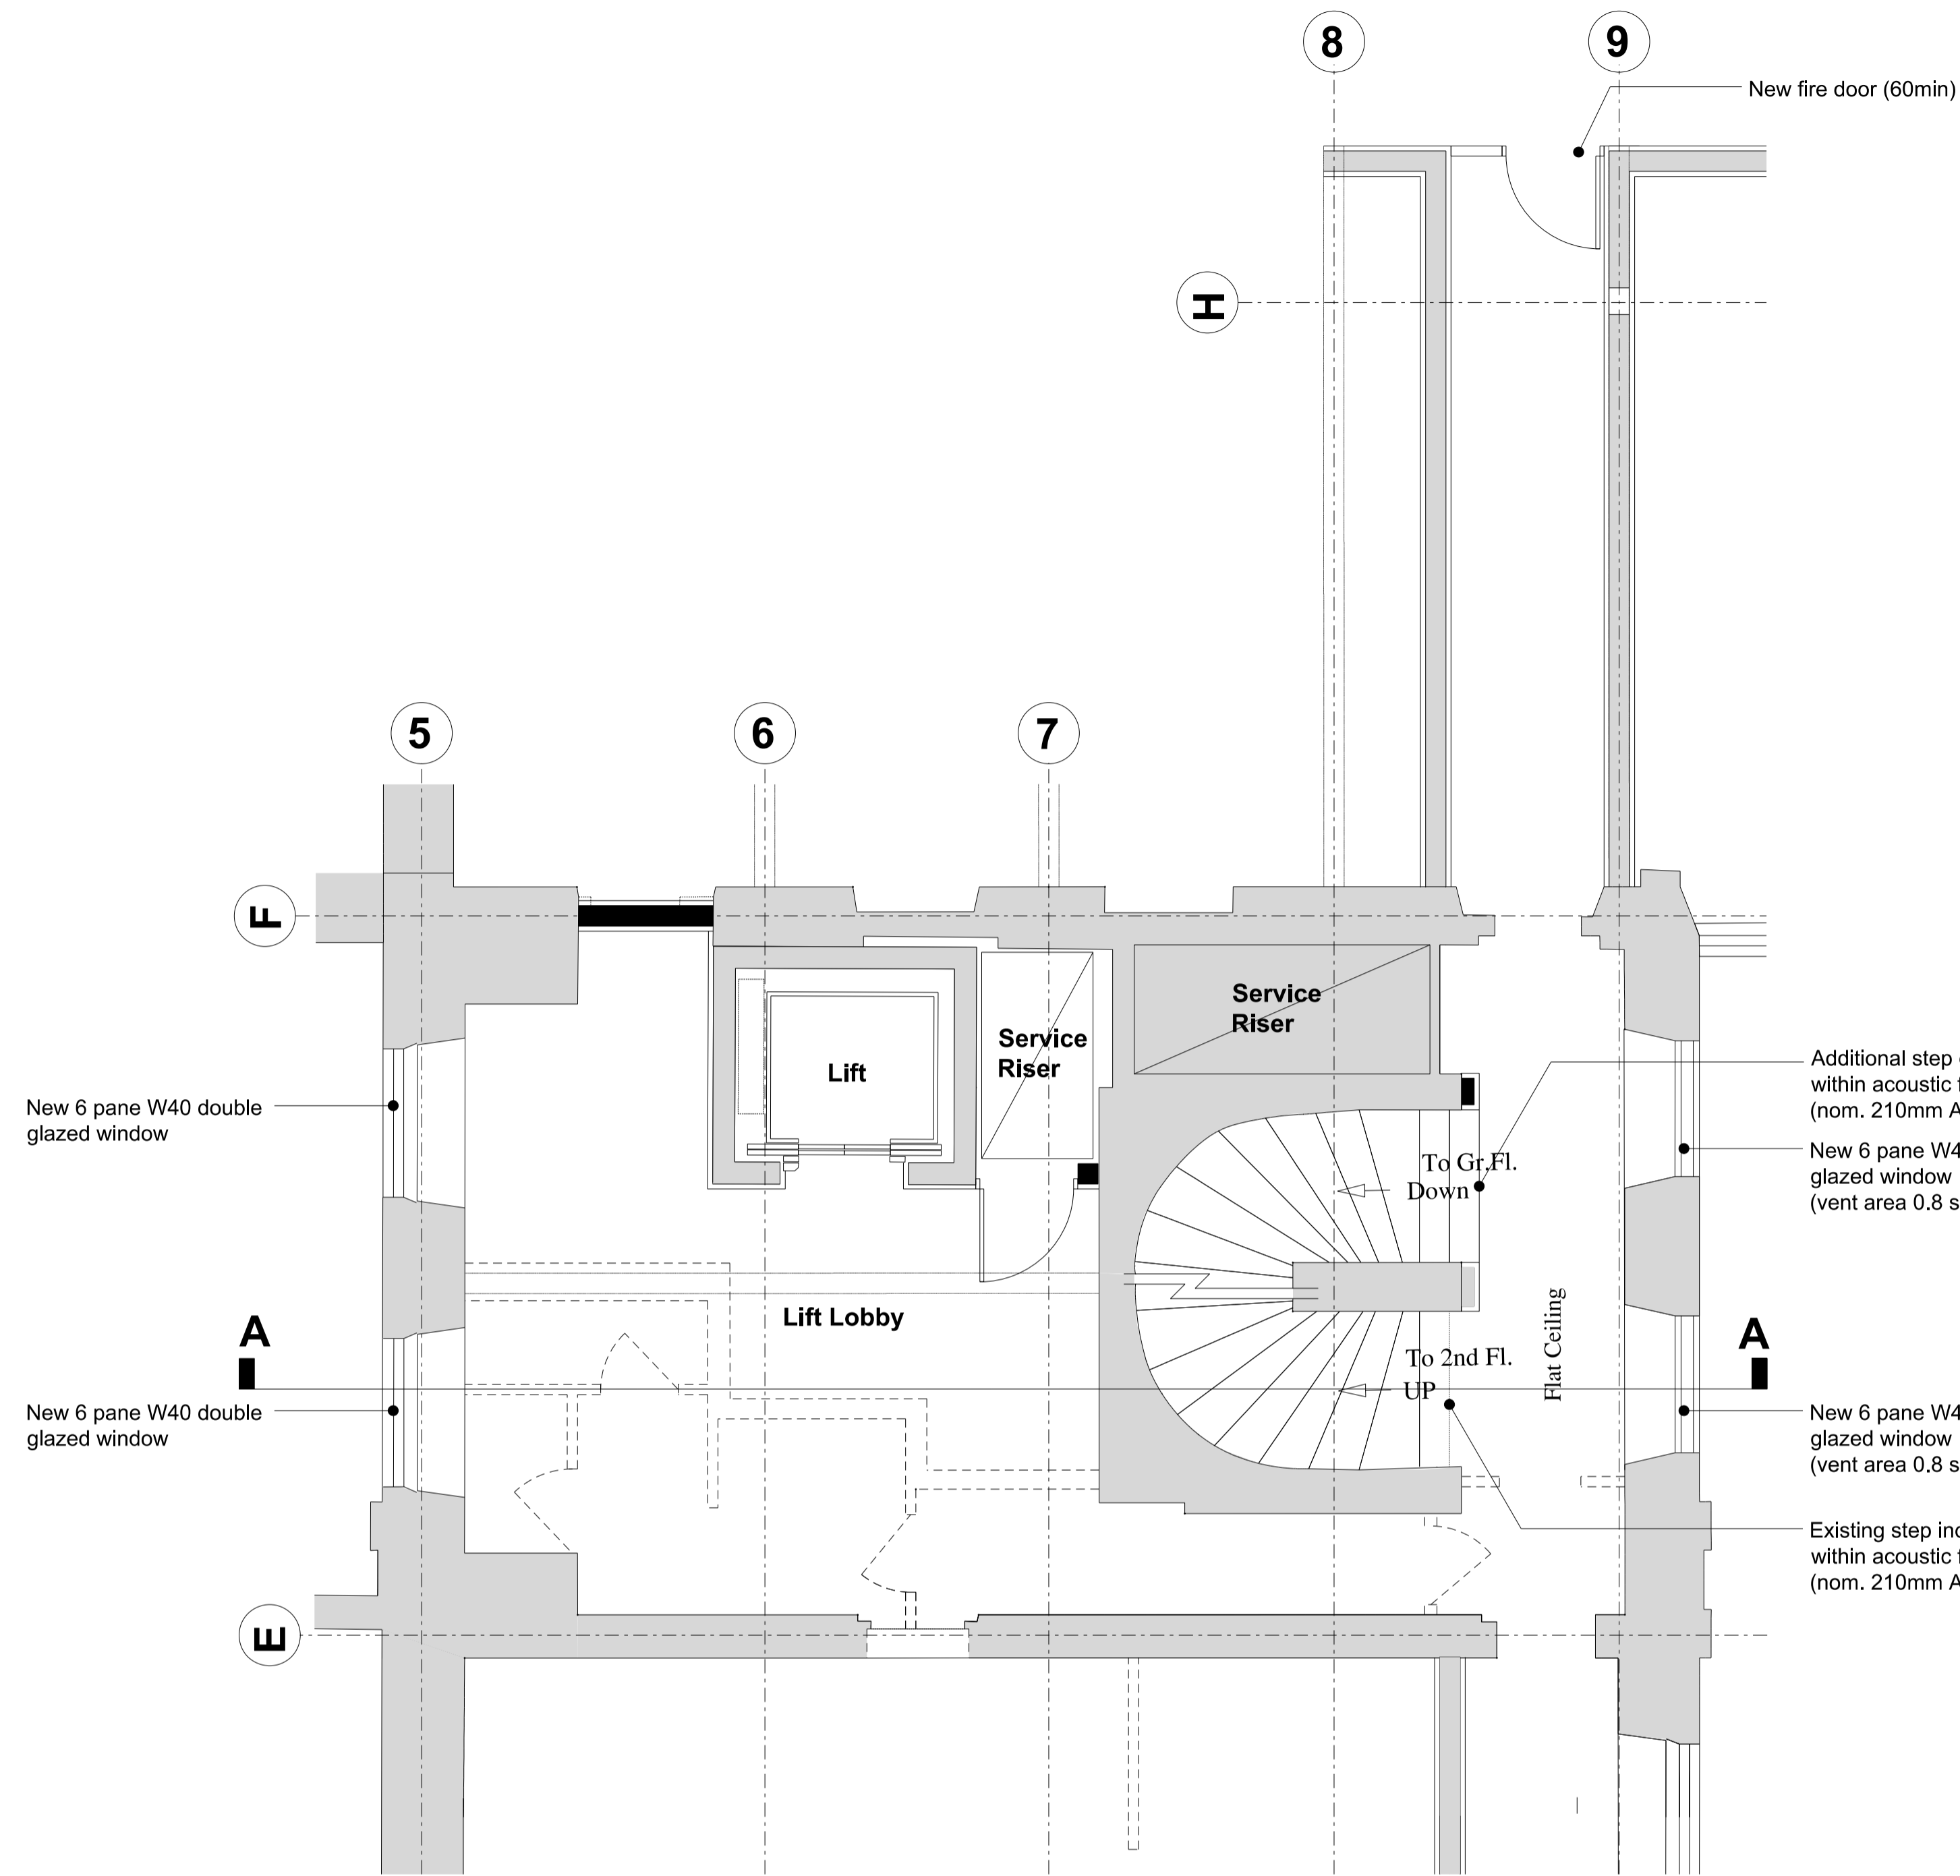 8
9
New fire door (60min)
H
5
6
7
F
Service
Riser
Service
Riser
Lift
Additional step
within acoustic
(nom. 210mm
New 6 pane W40 double
glazed window
New 6 pane
glazed window
(vent area 0.8
To Gr.Fl.
Down
Lift Lobby
Flat Ceiling
A
A
To 2nd Fl.
UP
New 6 pane W40 double
glazed window
New 6 pane
glazed window
(vent area 0.8
Existing step
within acoustic
(nom. 210mm
E